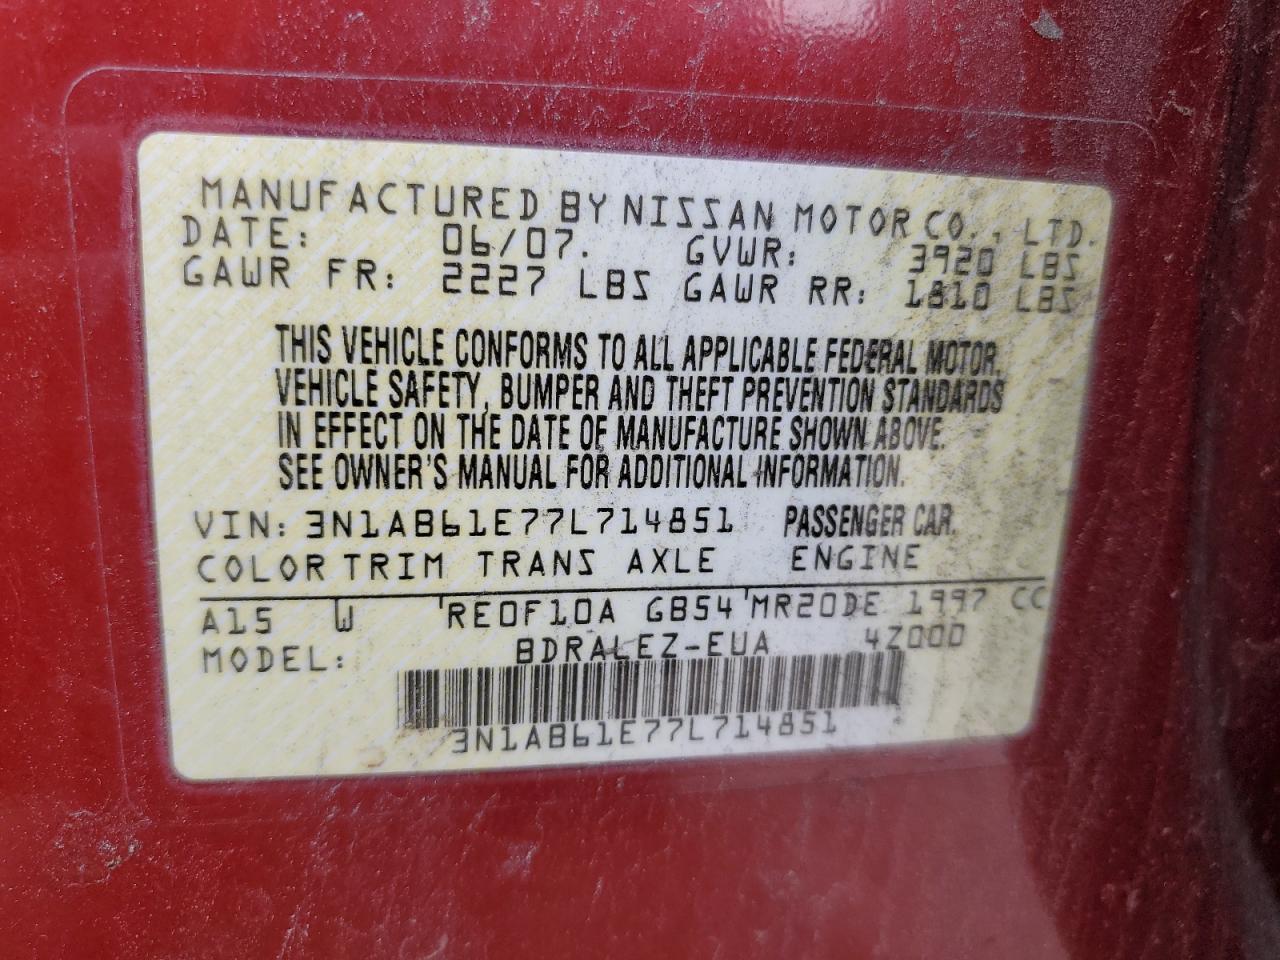 MANUFACTURED BY NISSAN MOTOR CO., LTD.
DATE: 06/07. GVWR: 3920 LBS
GAWR FR: 2227 LBS GAWR RR: 1810 LBS
THIS VEHICLE CONFORMS TO ALL APPLICABLE FEDERAL MOTOR
VEHICLE SAFETY, BUMPER AND THEFT PREVENTION STANDARDS
IN EFFECT ON THE DATE OF MANUFACTURE SHOWN ABOVE.
SEE OWNER'S MANUAL FOR ADDITIONAL INFORMATION.
VIN: 3N1AB61E77L714851 PASSENGER CAR.
COLOR TRIM TRANS AXLE ENGINE
A15 W RE0F10A GB54 MR20DE 1997 CC
MODEL: BDRALEZ-EUA 4Z00D
3N1AB61E77L714851